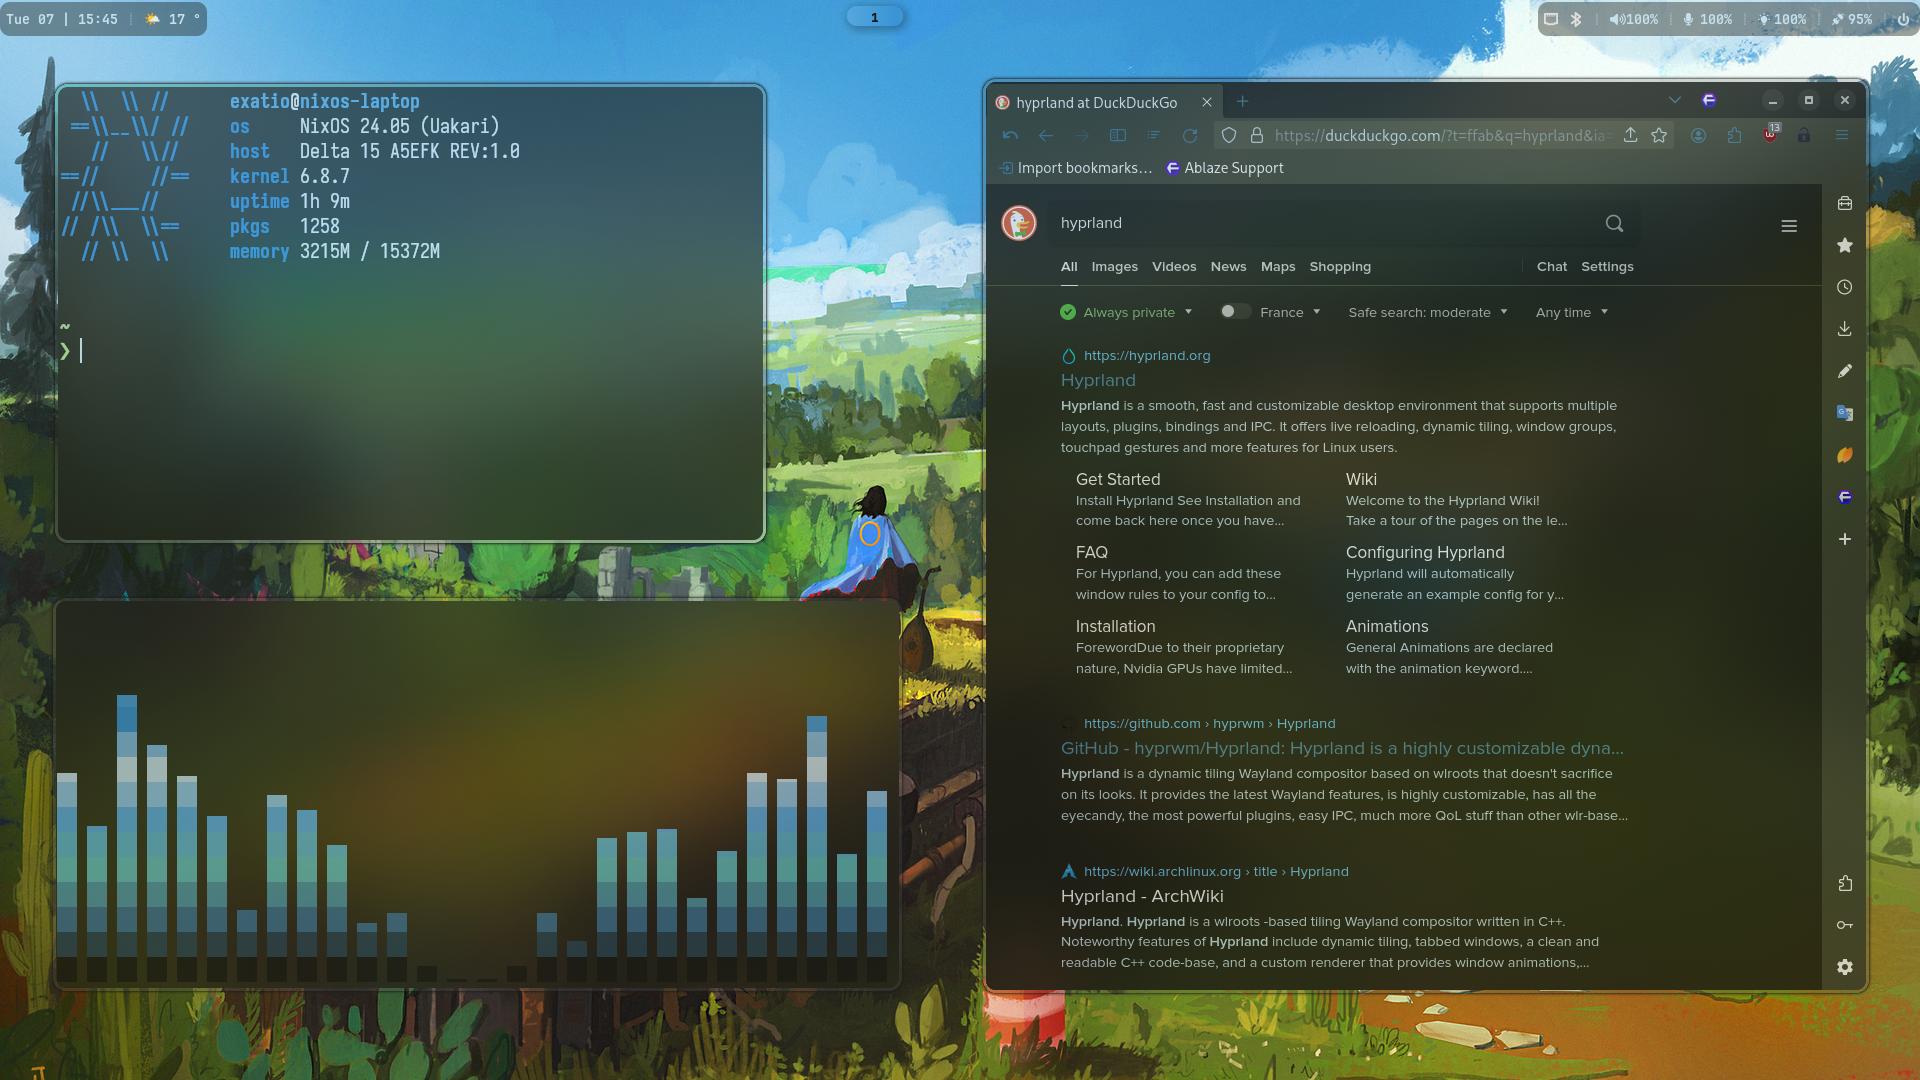 Tue 07 | 15:45 | 17 °
1
100% | 100% | 100% | 95%
\\  \\ //
==\\__\\/ //
//   \\//
==//     //==
//\\___//
// /\\  \\==
// \\  \\
exatio@nixos-laptop
os NixOS 24.05 (Uakari)
host Delta 15 A5EFK REV:1.0
kernel 6.8.7
uptime 1h 9m
pkgs 1258
memory 3215M / 15372M
~
❯
hyprland at DuckDuckGo
https://duckduckgo.com/?t=ffab&q=hyprland&ia=
13
Import bookmarks…
Ablaze Support
hyprland
All Images Videos News Maps Shopping Chat Settings
Always private France Safe search: moderate Any time
https://hyprland.org
Hyprland
Hyprland is a smooth, fast and customizable desktop environment that supports multiple
layouts, plugins, bindings and IPC. It offers live reloading, dynamic tiling, window groups,
touchpad gestures and more features for Linux users.
Get Started
Install Hyprland See Installation and
come back here once you have...
Wiki
Welcome to the Hyprland Wiki!
Take a tour of the pages on the le...
FAQ
For Hyprland, you can add these
window rules to your config to...
Configuring Hyprland
Hyprland will automatically
generate an example config for y...
Installation
ForewordDue to their proprietary
nature, Nvidia GPUs have limited...
Animations
General Animations are declared
with the animation keyword....
https://github.com › hyprwm › Hyprland
GitHub - hyprwm/Hyprland: Hyprland is a highly customizable dyna...
Hyprland is a dynamic tiling Wayland compositor based on wlroots that doesn't sacrifice
on its looks. It provides the latest Wayland features, is highly customizable, has all the
eyecandy, the most powerful plugins, easy IPC, much more QoL stuff than other wlr-base...
https://wiki.archlinux.org › title › Hyprland
Hyprland - ArchWiki
Hyprland. Hyprland is a wlroots -based tiling Wayland compositor written in C++.
Noteworthy features of Hyprland include dynamic tiling, tabbed windows, a clean and
readable C++ code-base, and a custom renderer that provides window animations,...